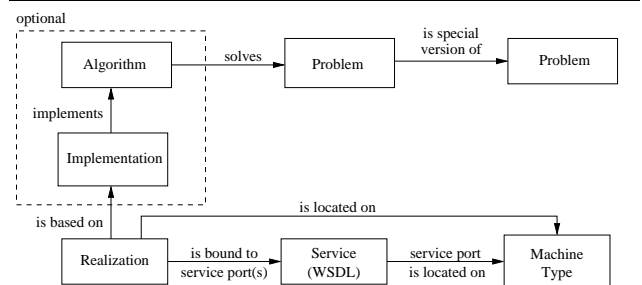 optional
Algorithm
solves
Problem
is special
version of
Problem
implements
Implementation
is based on
is located on
Realization
is bound to
service port(s)
Service
(WSDL)
service port
is located on
Machine
Type